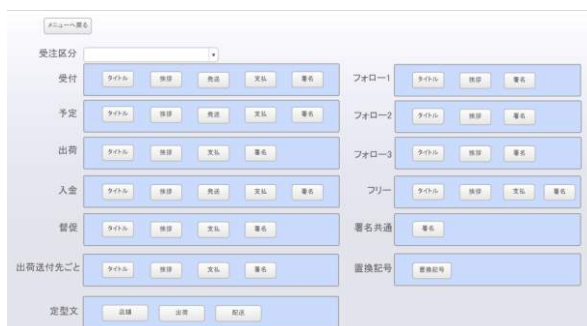 メニューへ戻る
受注区分
受付 タイトル 挨拶 発送 支払 署名
フォロー1 タイトル 挨拶 署名
予定 タイトル 挨拶 発送 支払 署名
フォロー2 タイトル 挨拶 署名
出荷 タイトル 挨拶 支払 署名
フォロー3 タイトル 挨拶 署名
入金 タイトル 挨拶 発送 支払 署名
フリー タイトル 挨拶 支払 署名
督促 タイトル 挨拶 支払 署名
署名共通 署名
出荷送付先ごと タイトル 挨拶 支払 署名
置換記号 置換記号
定型文 店舗 出荷 配送